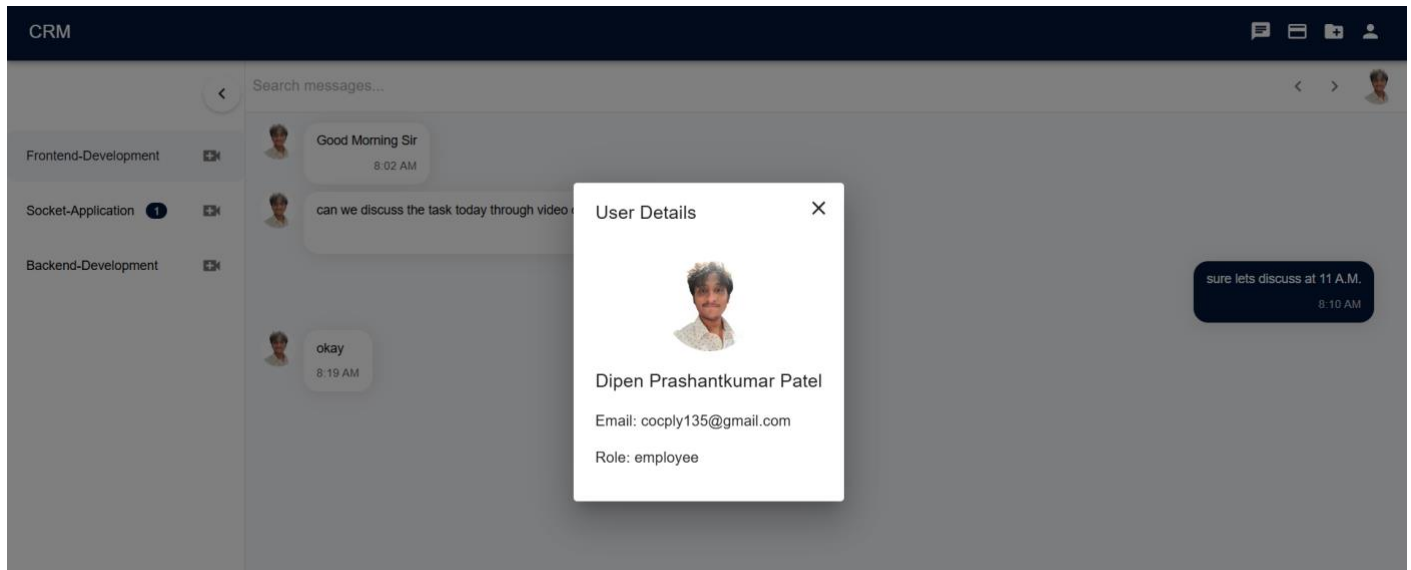 CRM
Search messages...
Frontend-Development
Socket-Application 1
Backend-Development
Good Morning Sir
8:02 AM
can we discuss the task today through video
sure lets discuss at 11 A.M.
8:10 AM
okay
8:19 AM
User Details
Dipen Prashantkumar Patel
Email: cocply135@gmail.com
Role: employee